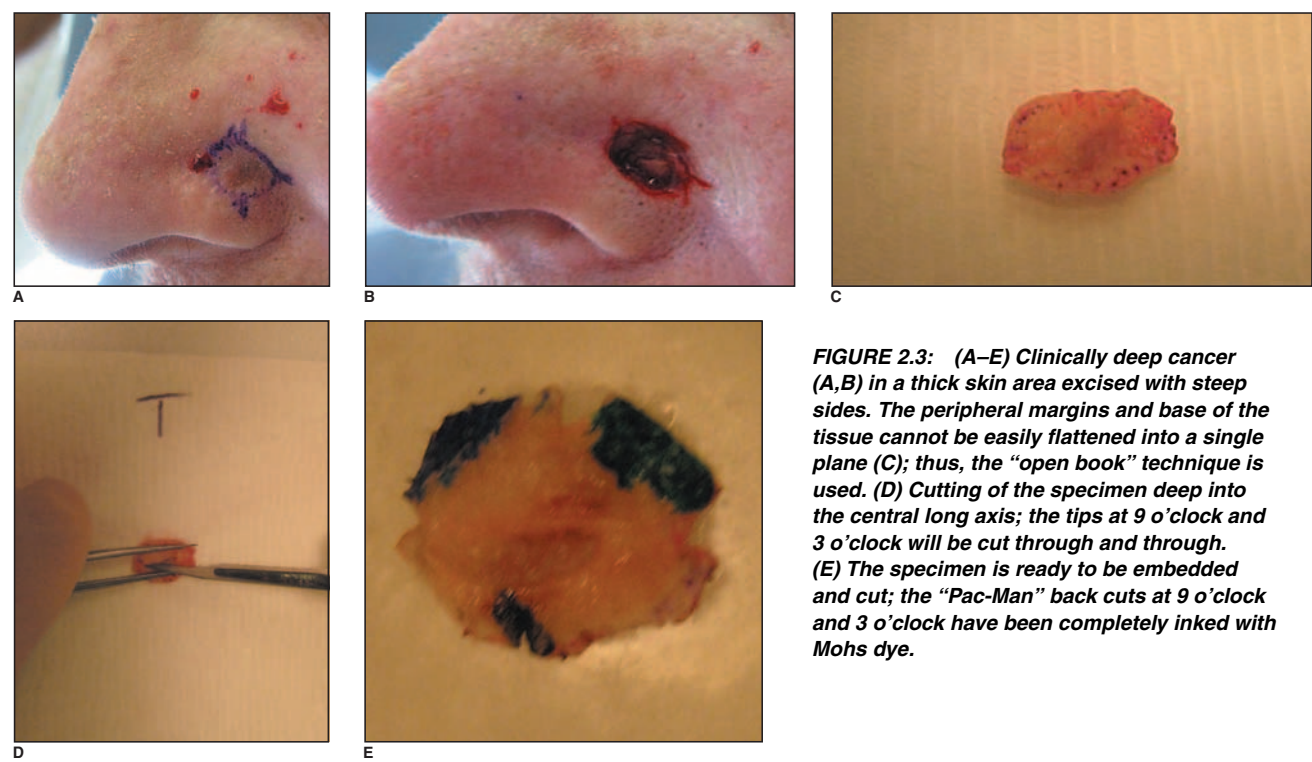 A
B
C
T
D
E
FIGURE 2.3: (A–E) Clinically deep cancer
(A,B) in a thick skin area excised with steep
sides. The peripheral margins and base of the
tissue cannot be easily flattened into a single
plane (C); thus, the “open book” technique is
used. (D) Cutting of the specimen deep into
the central long axis; the tips at 9 o’clock and
3 o’clock will be cut through and through.
(E) The specimen is ready to be embedded
and cut; the “Pac-Man” back cuts at 9 o’clock
and 3 o’clock have been completely inked with
Mohs dye.